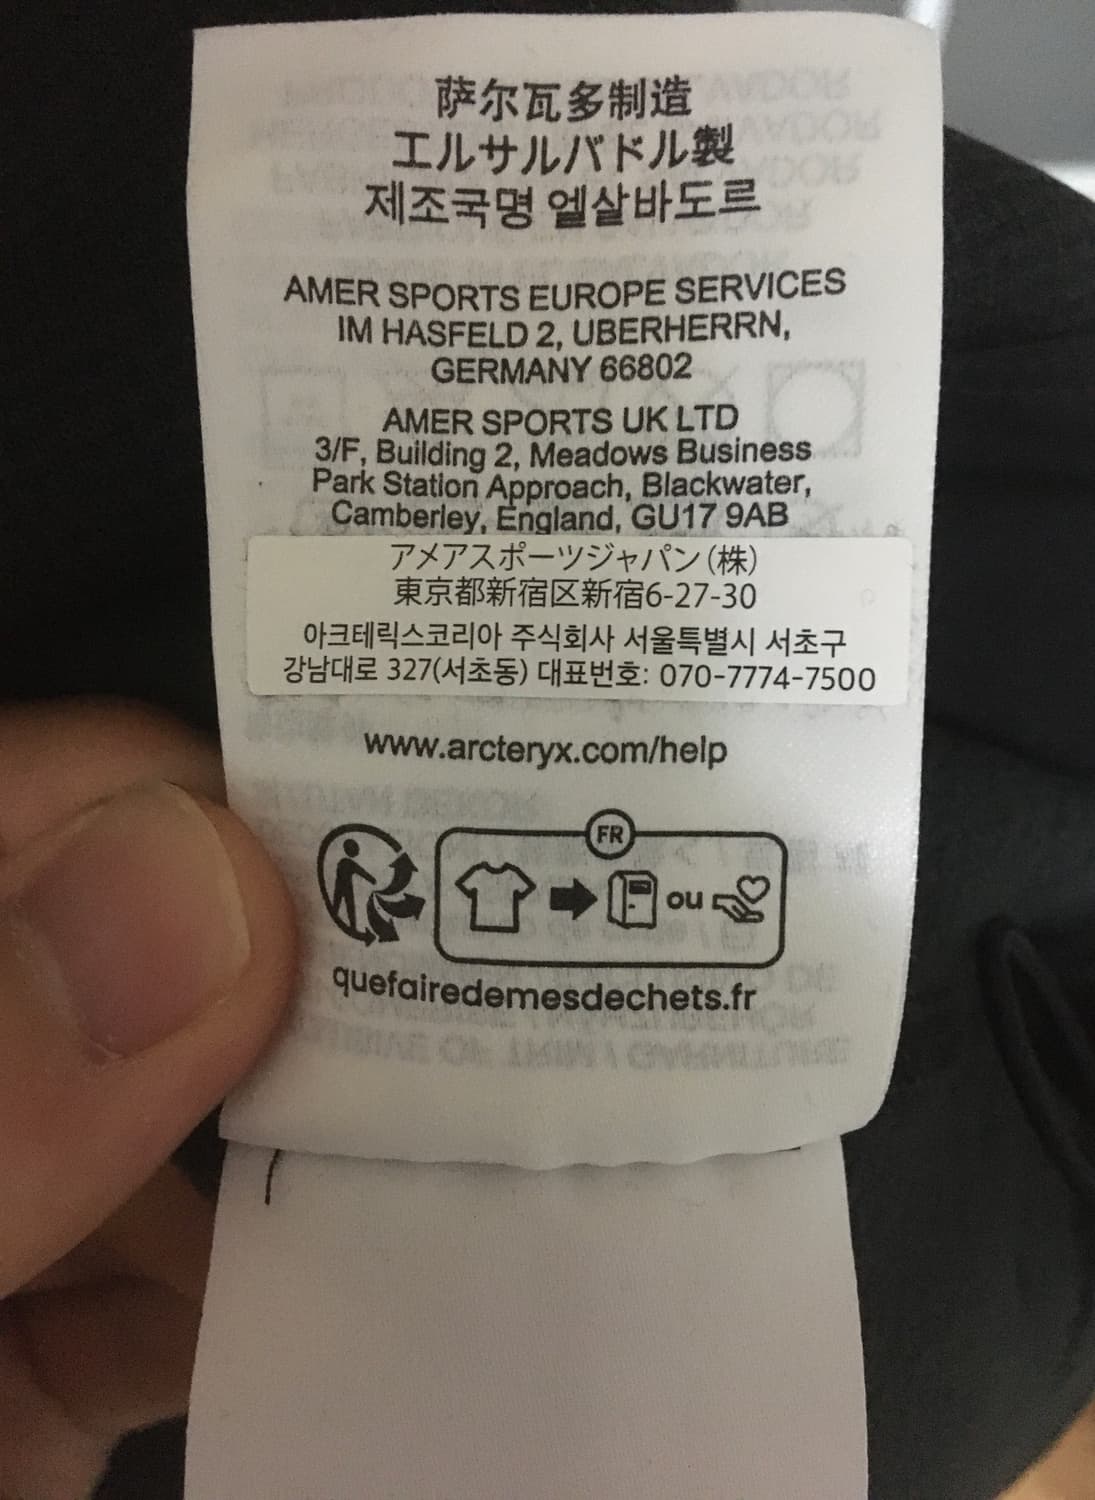 萨尔瓦多制造
エルサルバドル製
제조국명 엘살바도르
AMER SPORTS EUROPE SERVICES
IM HASFELD 2, UBERHERRN,
GERMANY 66802
AMER SPORTS UK LTD
3/F, Building 2, Meadows Business
Park Station Approach, Blackwater,
Camberley, England, GU17 9AB
アメアスポーツジャパン(株)
東京都新宿区新宿6-27-30
아크테릭스코리아 주식회사 서울특별시 서초구
강남대로 327(서초동) 대표번호: 070-7774-7500
www.arcteryx.com/help
FR
ou
quefairedemesdechets.fr